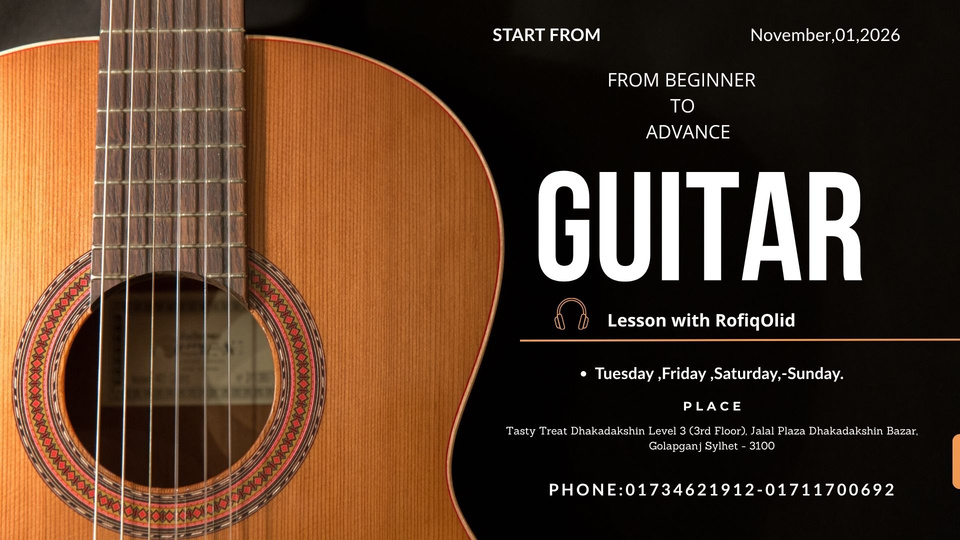 START FROM
November,01,2026
FROM BEGINNER
TO
ADVANCE
GUITAR
Lesson with RofiqOlid
• Tuesday ,Friday ,Saturday,-Sunday.
PLACE
Tasty Treat Dhakadakshin Level 3 (3rd Floor), Jalal Plaza Dhakadakshin Bazar,
Golapganj Sylhet - 3100
PHONE:01734621912-01711700692